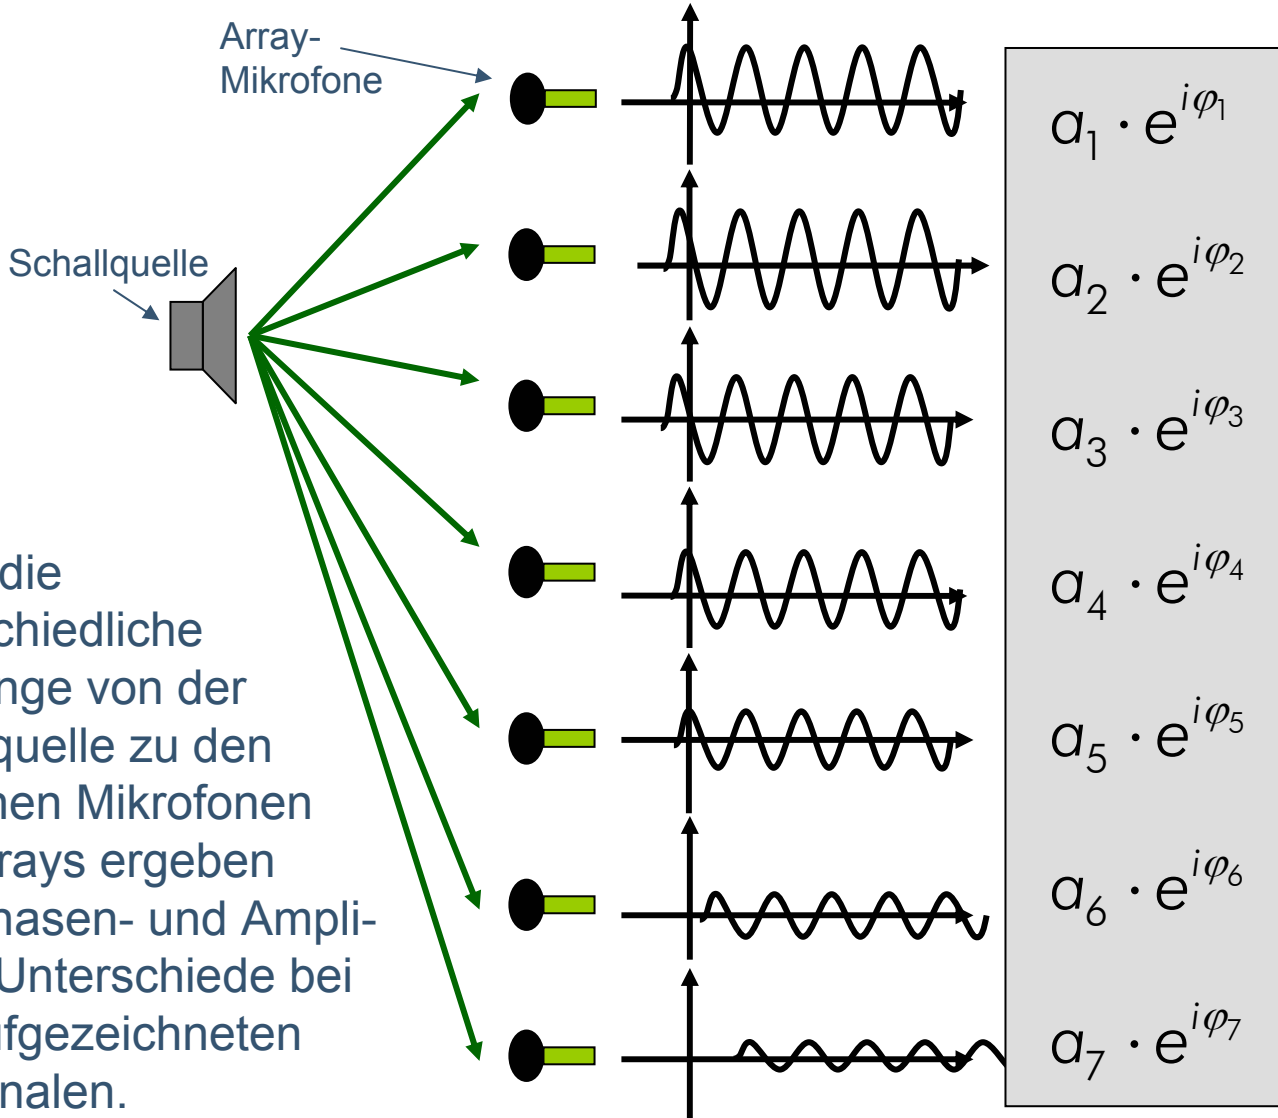 Array-
Mikrofone
Schallquelle
a₁ · e^{iφ₁}
a₂ · e^{iφ₂}
a₃ · e^{iφ₃}
a₄ · e^{iφ₄}
a₅ · e^{iφ₅}
a₆ · e^{iφ₆}
a₇ · e^{iφ₇}
die
chiedliche
nge von der
quelle zu den
nen Mikrofonen
rays ergeben
hasen- und Ampli-
Unterschiede bei
ufgezeichneten
nalen.